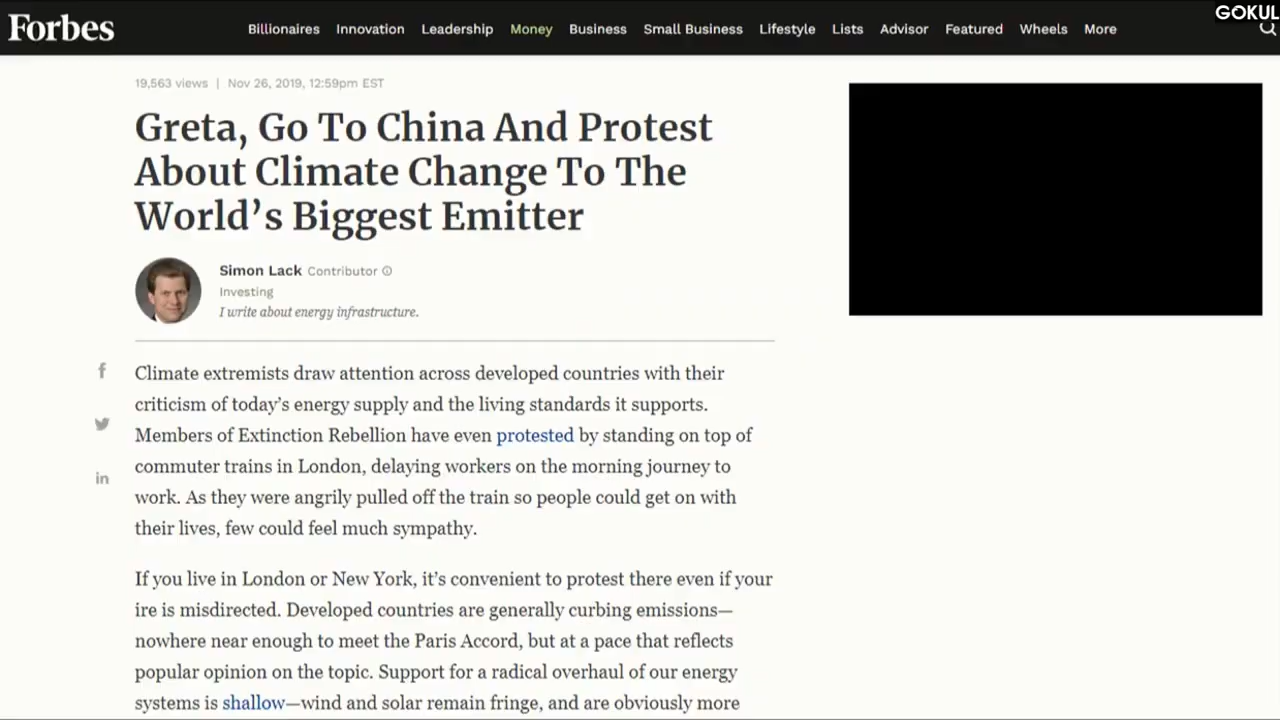 GOKUL
Forbes
Billionaires Innovation Leadership Money Business Small Business Lifestyle Lists Advisor Featured Wheels More
19,563 views | Nov 26, 2019, 12:59pm EST
Greta, Go To China And Protest
About Climate Change To The
World’s Biggest Emitter
Simon Lack Contributor
Investing
I write about energy infrastructure.
Climate extremists draw attention across developed countries with their
criticism of today’s energy supply and the living standards it supports.
Members of Extinction Rebellion have even protested by standing on top of
commuter trains in London, delaying workers on the morning journey to
work. As they were angrily pulled off the train so people could get on with
their lives, few could feel much sympathy.
If you live in London or New York, it’s convenient to protest there even if your
ire is misdirected. Developed countries are generally curbing emissions—
nowhere near enough to meet the Paris Accord, but at a pace that reflects
popular opinion on the topic. Support for a radical overhaul of our energy
systems is shallow—wind and solar remain fringe, and are obviously more